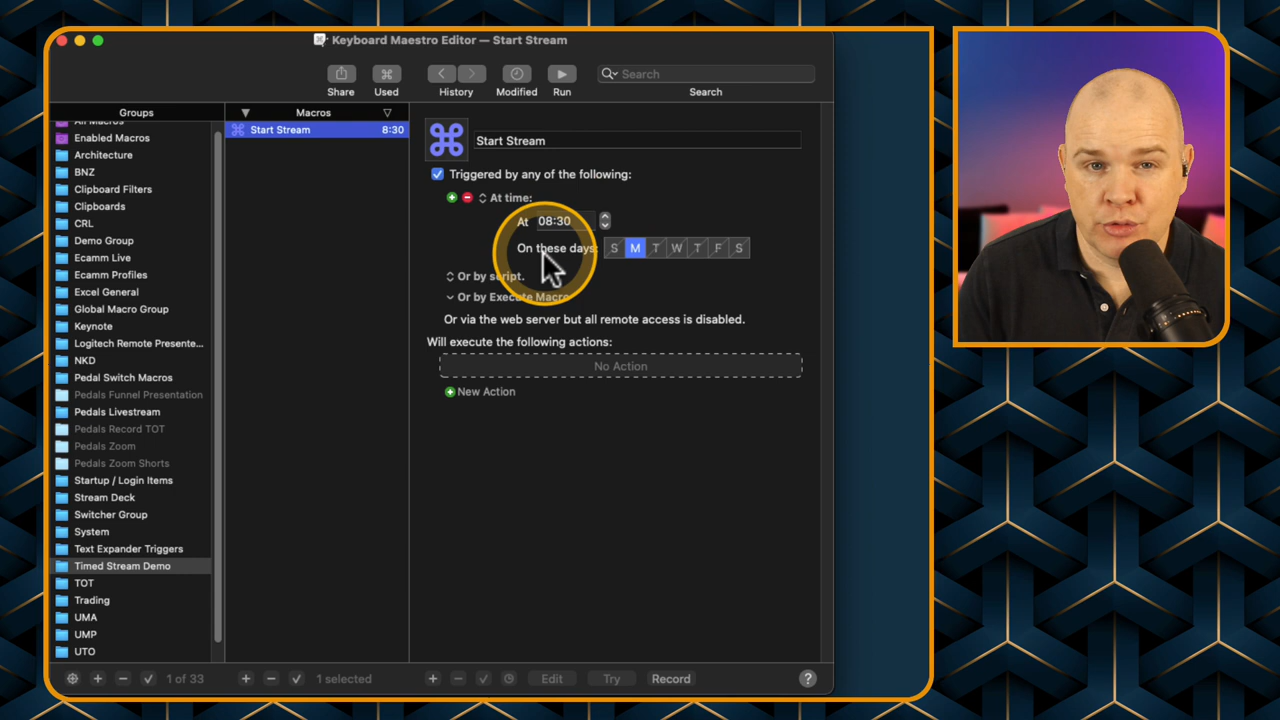 Keyboard Maestro Editor — Start Stream
Share
Used
History
Modified
Run
Search
Search
Groups
Macros
All Macros
Enabled Macros
Architecture
BNZ
Clipboard Filters
Clipboards
CRL
Demo Group
Ecamm Live
Ecamm Profiles
Excel General
Global Macro Group
Keynote
Logitech Remote Presente...
NKD
Pedal Switch Macros
Pedals Funnel Presentation
Pedals Livestream
Pedals Record TOT
Pedals Zoom
Pedals Zoom Shorts
Startup / Login Items
Stream Deck
Switcher Group
System
Text Expander Triggers
Timed Stream Demo
TOT
Trading
UMA
UMP
UTO
1 of 33
Start Stream 8:30
1 selected
Start Stream
Triggered by any of the following:
At time:
At 08:30
On these days: S M T W T F S
Or by script.
Or by Execute Macro
Or via the web server but all remote access is disabled.
Will execute the following actions:
No Action
New Action
Edit
Try
Record
?